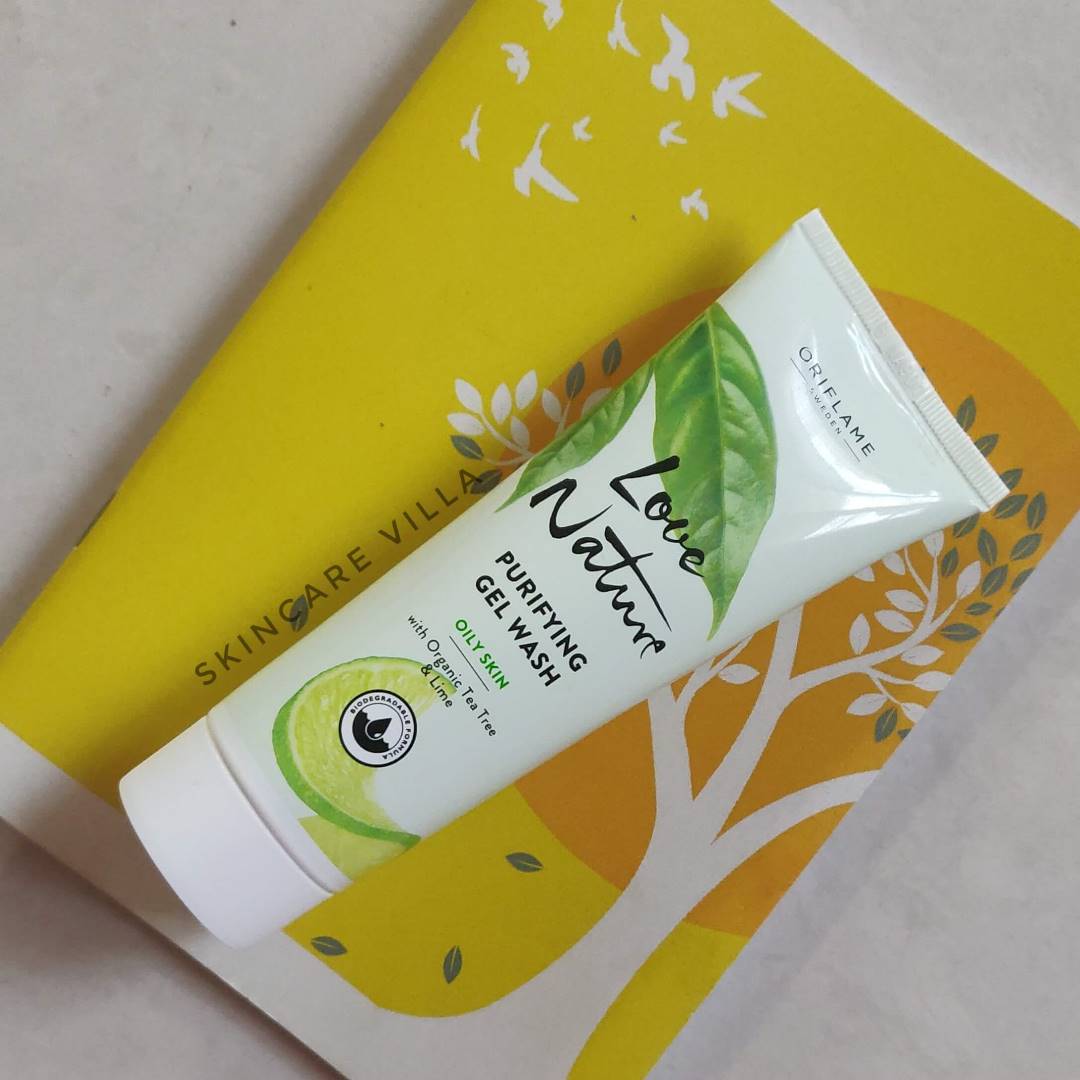 ORIFLAME
SWEDEN
Love
Nature
PURIFYING
GEL WASH
OILY SKIN
with Organic Tea Tree
& Lime
BIODEGRADABLE FORMULA
SKINCARE VILLA